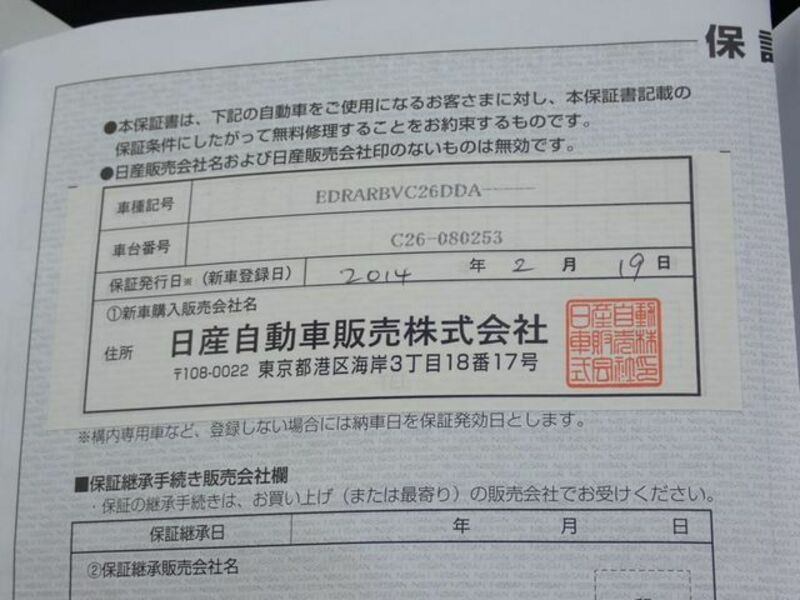 保証
●本保証書は、下記の自動車をご使用になるお客さまに対し、本保証書記載の
保証条件にしたがって無料修理することをお約束するものです。
●日産販売会社名および日産販売会社印のないものは無効です。
車種記号 EDRARBVC26DDA-----
車台番号 C26-080253
保証発行日※（新車登録日） 2014 年 2 月 19 日
①新車購入販売会社名
住所 日産自動車販売株式会社
〒108-0022 東京都港区海岸3丁目18番17号
※構内専用車など、登録しない場合には納車日を保証発効日とします。
■保証継承手続き販売会社欄
・保証の継承手続きは、お買い上げ（または最寄り）の販売会社でお受けください。
保証継承日 年 月 日
②保証継承販売会社名